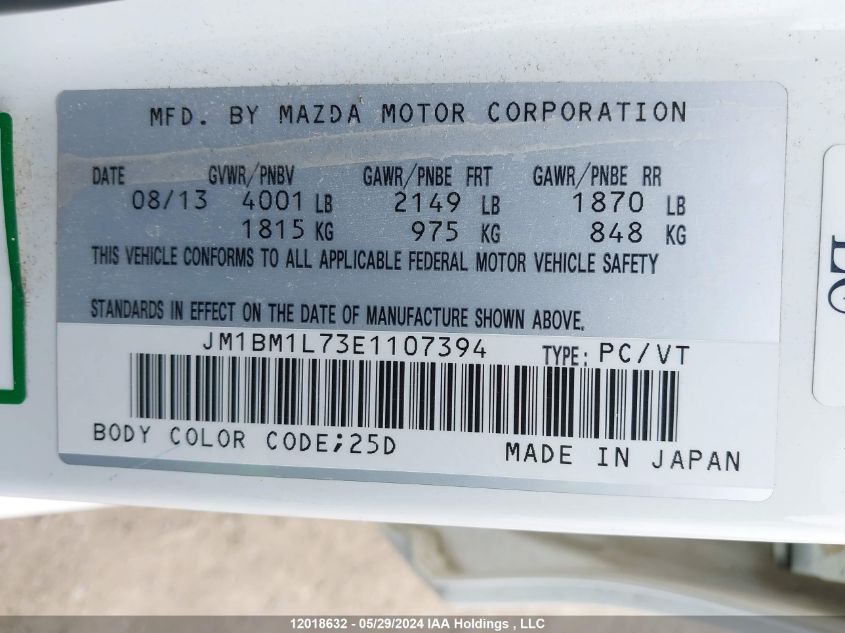 MFD. BY MAZDA MOTOR CORPORATION
DATE GVWR/PNBV GAWR/PNBE FRT GAWR/PNBE RR
08/13 4001 LB 2149 LB 1870 LB
1815 KG 975 KG 848 KG
THIS VEHICLE CONFORMS TO ALL APPLICABLE FEDERAL MOTOR VEHICLE SAFETY
STANDARDS IN EFFECT ON THE DATE OF MANUFACTURE SHOWN ABOVE.
JM1BM1L73E1107394 TYPE: PC/VT
BODY COLOR CODE;25D
MADE IN JAPAN
12018632 - 05/29/2024 IAA Holdings , LLC